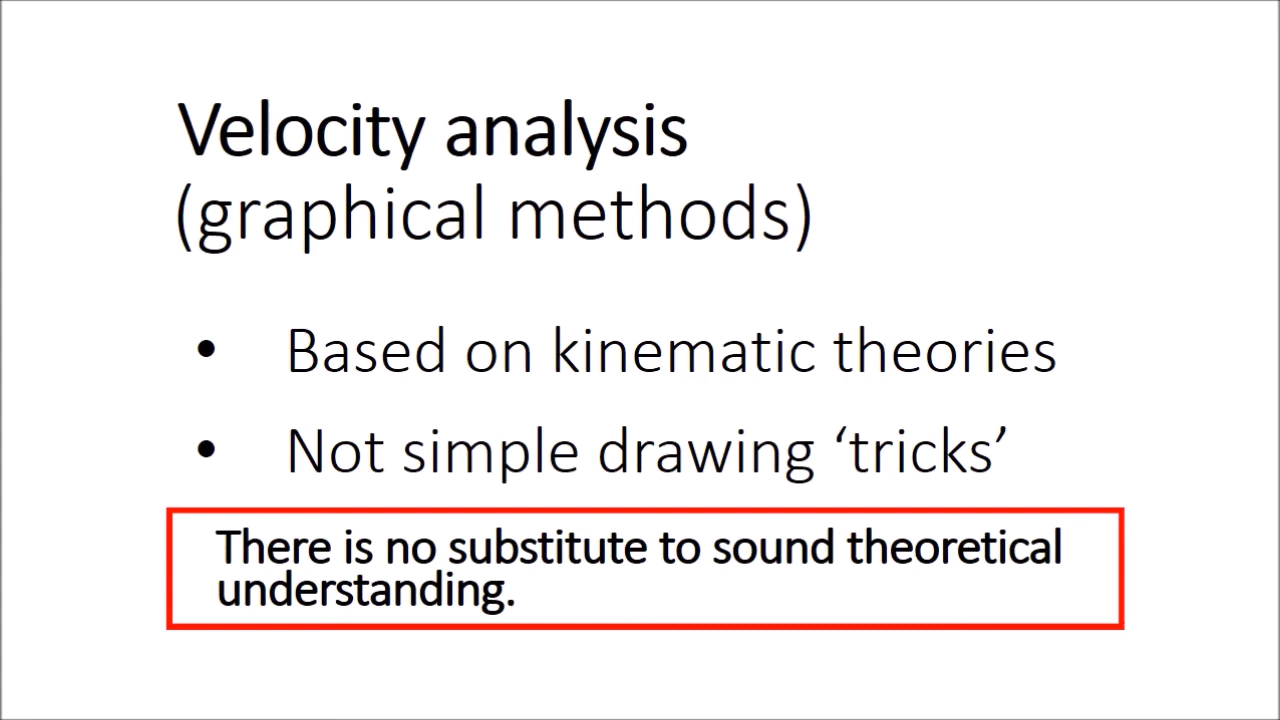 Velocity analysis
(graphical methods)
• Based on kinematic theories
• Not simple drawing ‘tricks’
There is no substitute to sound theoretical
understanding.